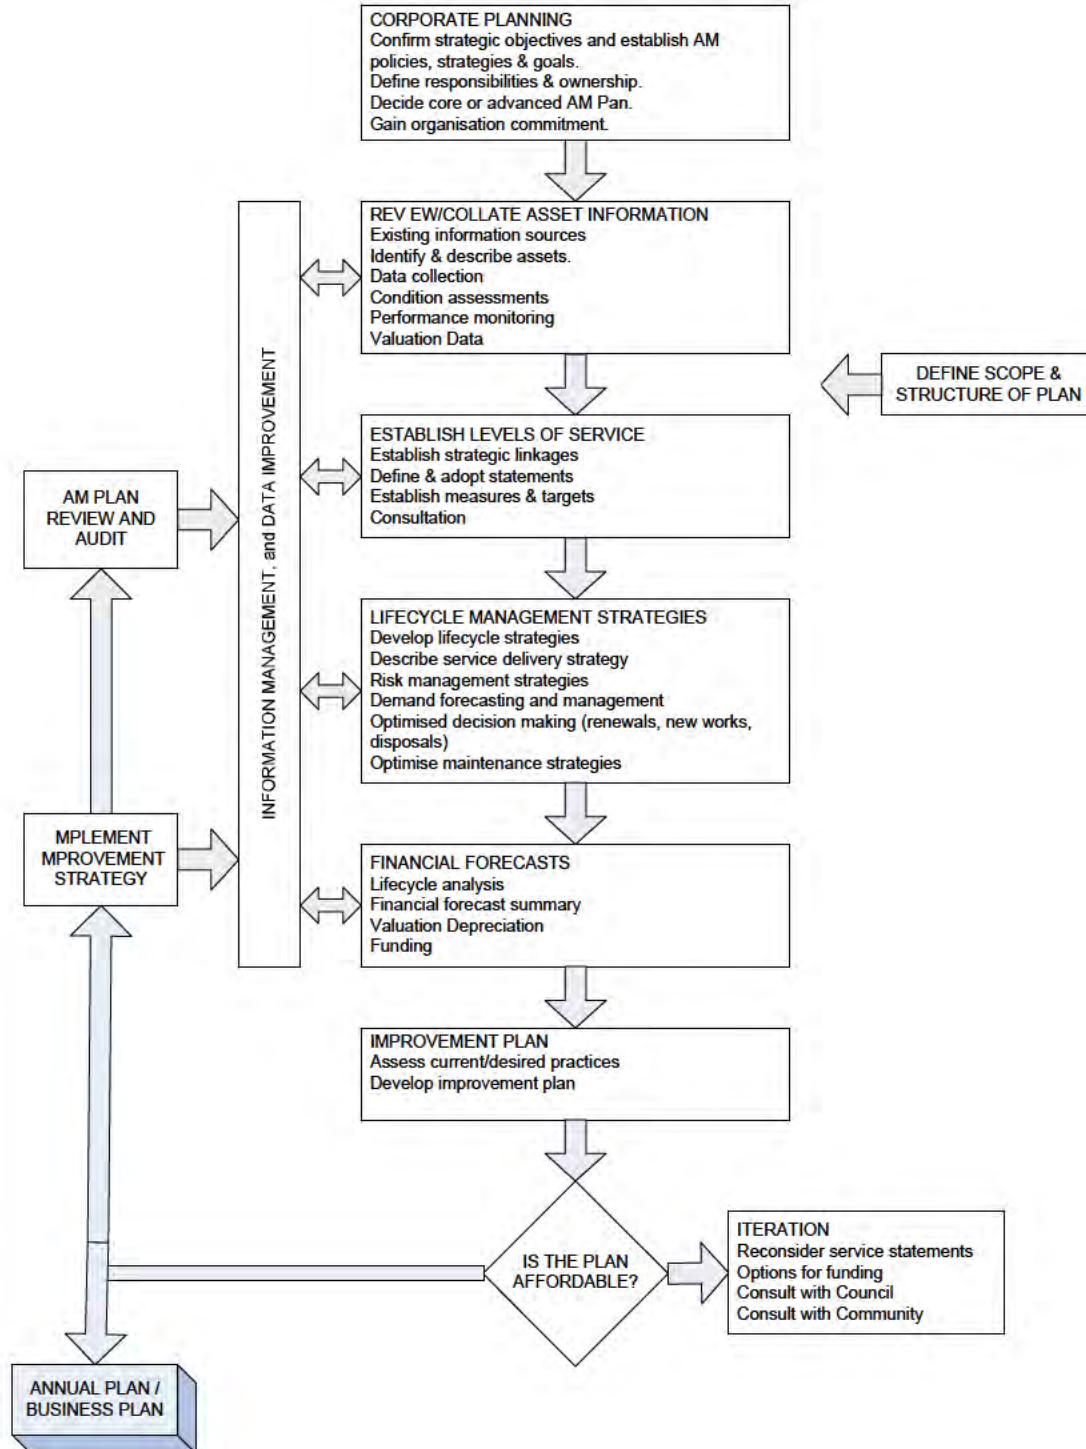 CORPORATE PLANNING
Confirm strategic objectives and establish AM
policies, strategies & goals.
Define responsibilities & ownership.
Decide core or advanced AM Pan.
Gain organisation commitment.
REV EW/COLLATE ASSET INFORMATION
Existing information sources
Identify & describe assets.
Data collection
Condition assessments
Performance monitoring
Valuation Data
DEFINE SCOPE &
STRUCTURE OF PLAN
INFORMATION MANAGEMENT, and DATA IMPROVEMENT
ESTABLISH LEVELS OF SERVICE
Establish strategic linkages
Define & adopt statements
Establish measures & targets
Consultation
AM PLAN
REVIEW AND
AUDIT
LIFECYCLE MANAGEMENT STRATEGIES
Develop lifecycle strategies
Describe service delivery strategy
Risk management strategies
Demand forecasting and management
Optimised decision making (renewals, new works,
disposals)
Optimise maintenance strategies
MPLEMENT
MPROVEMENT
STRATEGY
FINANCIAL FORECASTS
Lifecycle analysis
Financial forecast summary
Valuation Depreciation
Funding
IMPROVEMENT PLAN
Assess current/desired practices
Develop improvement plan
IS THE PLAN
AFFORDABLE?
ITERATION
Reconsider service statements
Options for funding
Consult with Council
Consult with Community
ANNUAL PLAN /
BUSINESS PLAN